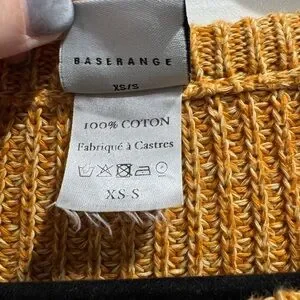 BASERANGE
XS/S
100% COTON
Fabriqué à Castres
XS-S